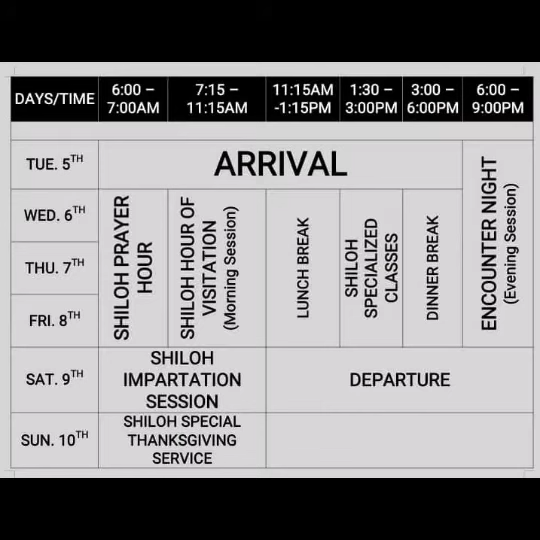 DAYS/TIME
6:00 –
7:00AM
7:15 –
11:15AM
11:15AM
-1:15PM
1:30 –
3:00PM
3:00 –
6:00PM
6:00 –
9:00PM
TUE. 5TH
ARRIVAL
ENCOUNTER NIGHT
(Evening Session)
WED. 6TH
SHILOH PRAYER
HOUR
SHILOH HOUR OF
VISITATION
(Morning Session)
LUNCH BREAK
SHILOH
SPECIALIZED
CLASSES
DINNER BREAK
THU. 7TH
FRI. 8TH
SAT. 9TH
SHILOH
IMPARTATION
SESSION
DEPARTURE
SUN. 10TH
SHILOH SPECIAL
THANKSGIVING
SERVICE